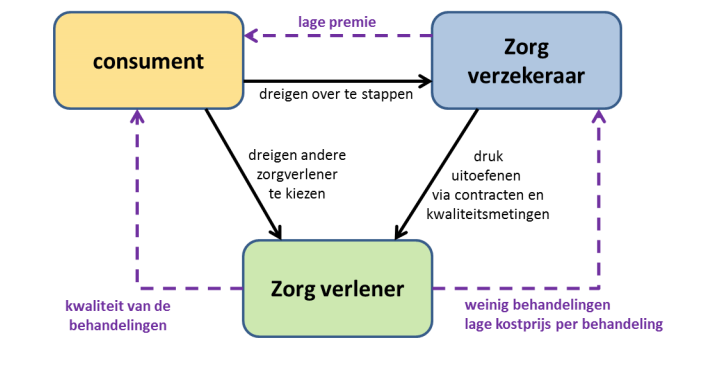 lage premie
consument
Zorg
verzekeraar
dreigen over te stappen
dreigen andere
zorgverlener
te kiezen
druk
uitoefenen
via contracten en
kwaliteitsmetingen
Zorg verlener
kwaliteit van de
behandelingen
weinig behandelingen
lage kostprijs per behandeling